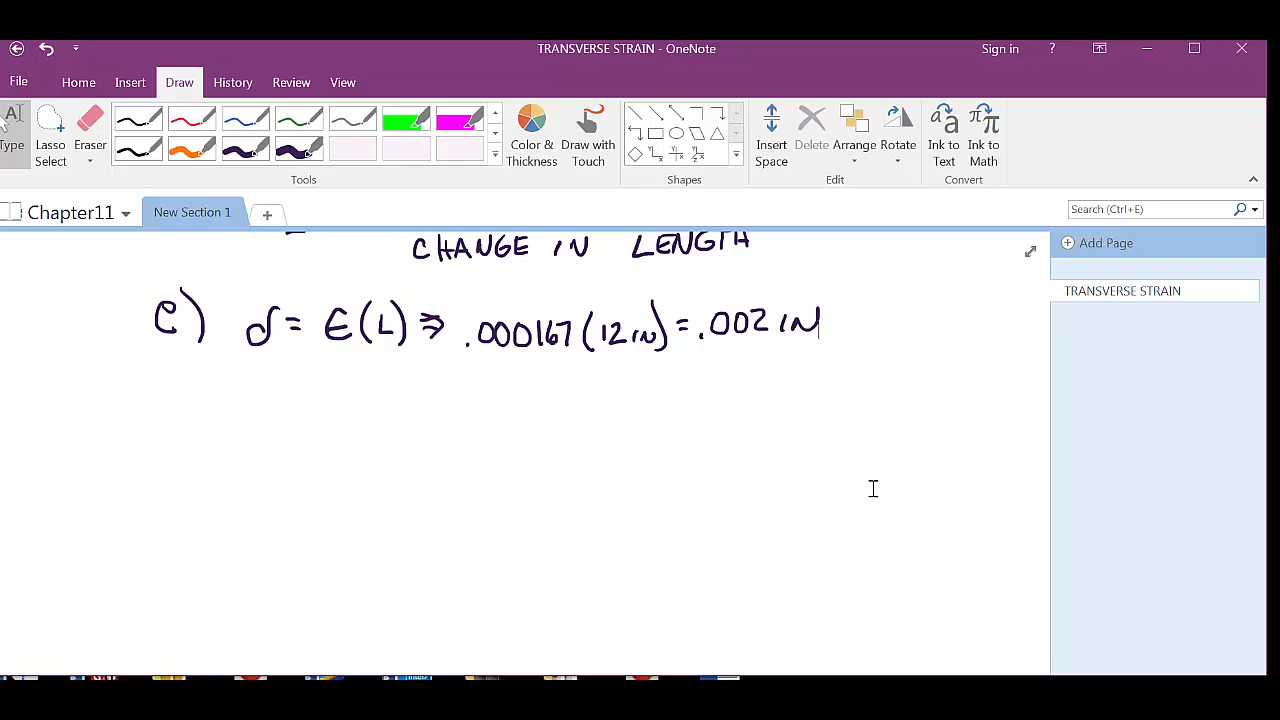 TRANSVERSE STRAIN - OneNote
Sign in
?
File
Home
Insert
Draw
History
Review
View
Type
Lasso Select
Eraser
Color & Thickness
Draw with Touch
Insert Space
Delete
Arrange
Rotate
Ink to Text
Ink to Math
Tools
Shapes
Edit
Convert
Chapter11
New Section 1
Search (Ctrl+E)
Add Page
TRANSVERSE STRAIN
CHANGE IN LENGTH
e) δ = ϵ(L) ⇒ .000167(12 IN) = .002 IN